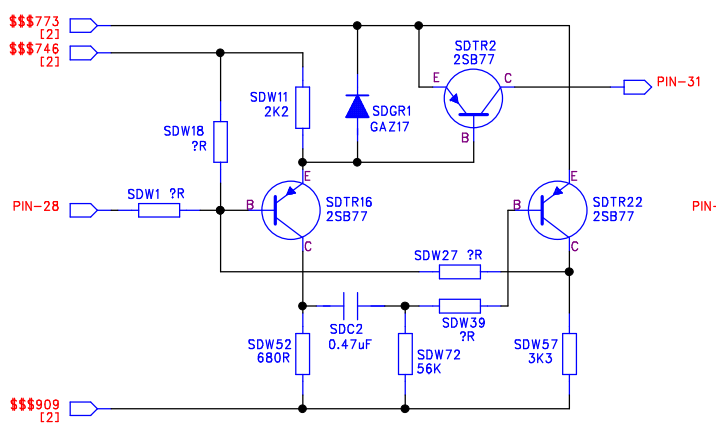 $$$773
[2]
$$$746
[2]
SDTR2
2SB77
E
C
B
PIN-31
SDW11
2K2
SDGR1
GAZ17
SDW18
?R
SDW1 ?R
PIN-28
B
E
C
SDTR16
2SB77
B
E
C
SDTR22
2SB77
PIN-
SDW27 ?R
SDC2
0.47uF
SDW39
?R
SDW52
680R
SDW72
56K
SDW57
3K3
$$$909
[2]